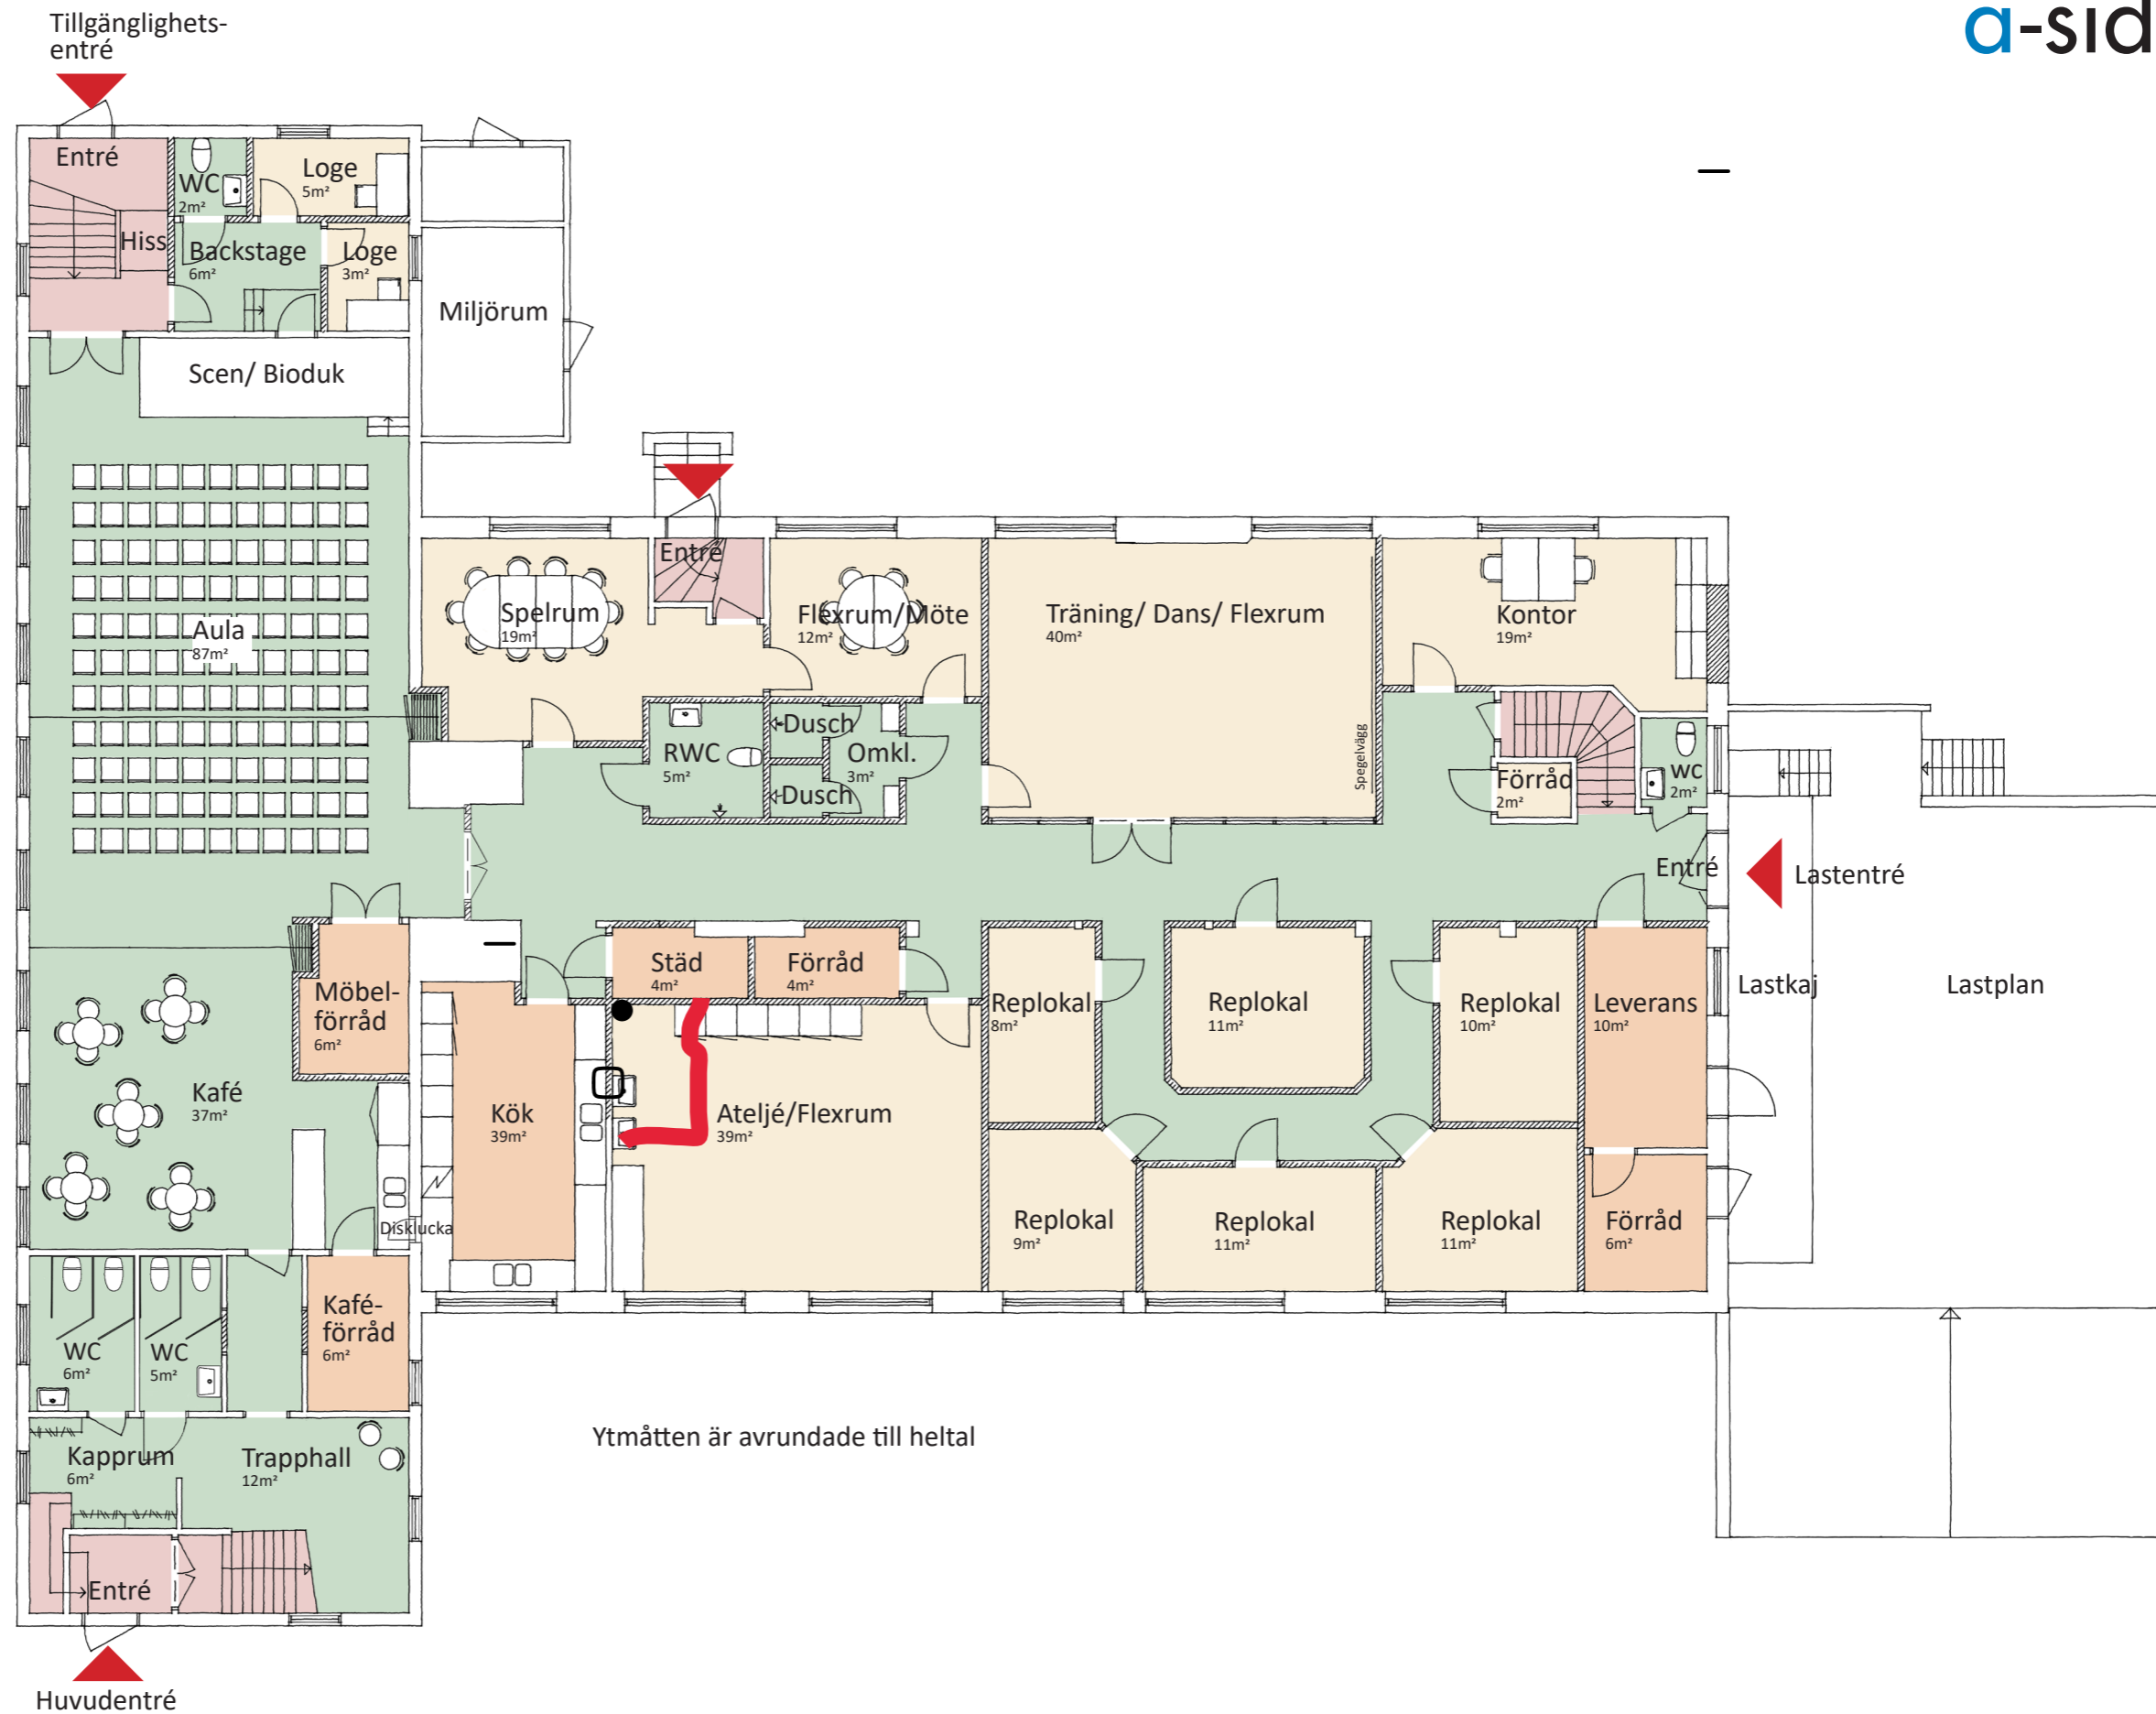 Tillgänglighets-
entré
a-sid
Entré
WC
2m²
Loge
5m²
Hiss
Backstage
6m²
Loge
3m²
Miljörum
Scen/ Bioduk
Aula
87m²
Spelrum
19m²
Entré
Flexrum/Möte
12m²
Träning/ Dans/ Flexrum
40m²
Spegelvägg
Kontor
19m²
RWC
5m²
Dusch
Dusch
Omkl.
3m²
Förråd
2m²
WC
2m²
Entré
Lastentré
Lastkaj
Lastplan
Möbel-
förråd
6m²
Städ
4m²
Förråd
4m²
Replokal
8m²
Replokal
11m²
Replokal
10m²
Leverans
10m²
Kafé
37m²
Kök
39m²
Ateljé/Flexrum
39m²
Disklucka
Replokal
9m²
Replokal
11m²
Replokal
11m²
Förråd
6m²
WC
6m²
WC
5m²
Kafé-
förråd
6m²
Kapprum
6m²
Trapphall
12m²
Entré
Huvudentré
Ytmåtten är avrundade till heltal